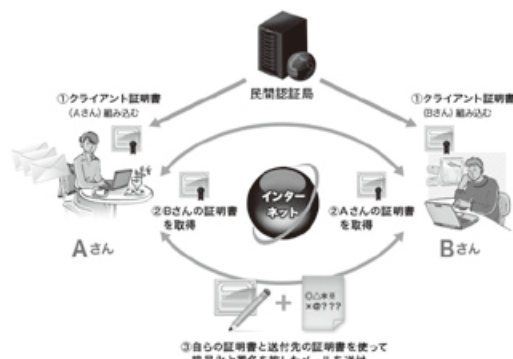 民間認証局
①クライアント証明書
(Aさん) 組み込む
①クライアント証明書
(Bさん) 組み込む
インター
ネット
②Bさんの証明書
を取得
②Aさんの証明書
を取得
Aさん
Bさん
○△※!!
×@???
③自らの証明書と送付先の証明書を使って